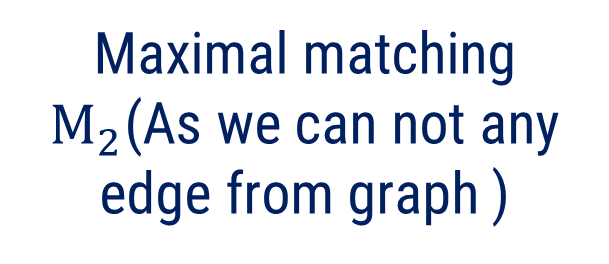 Maximal matching
M₂(As we can not any
edge from graph )